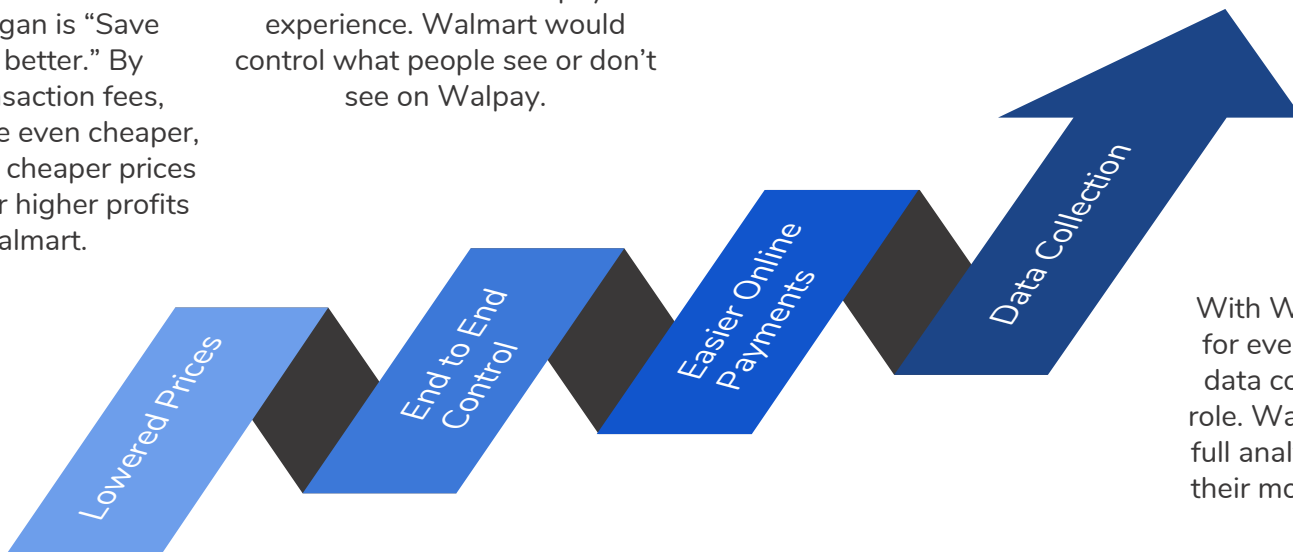 gan is “Save
better.” By
saction fees,
e even cheaper,
cheaper prices
r higher profits
almart.
experience. Walmart would
control what people see or don’t
see on Walpay.
Lowered Prices
End to End
Control
Easier Online
Payments
Data Collection
With W
for eve
data co
role. Wa
full anal
their mo